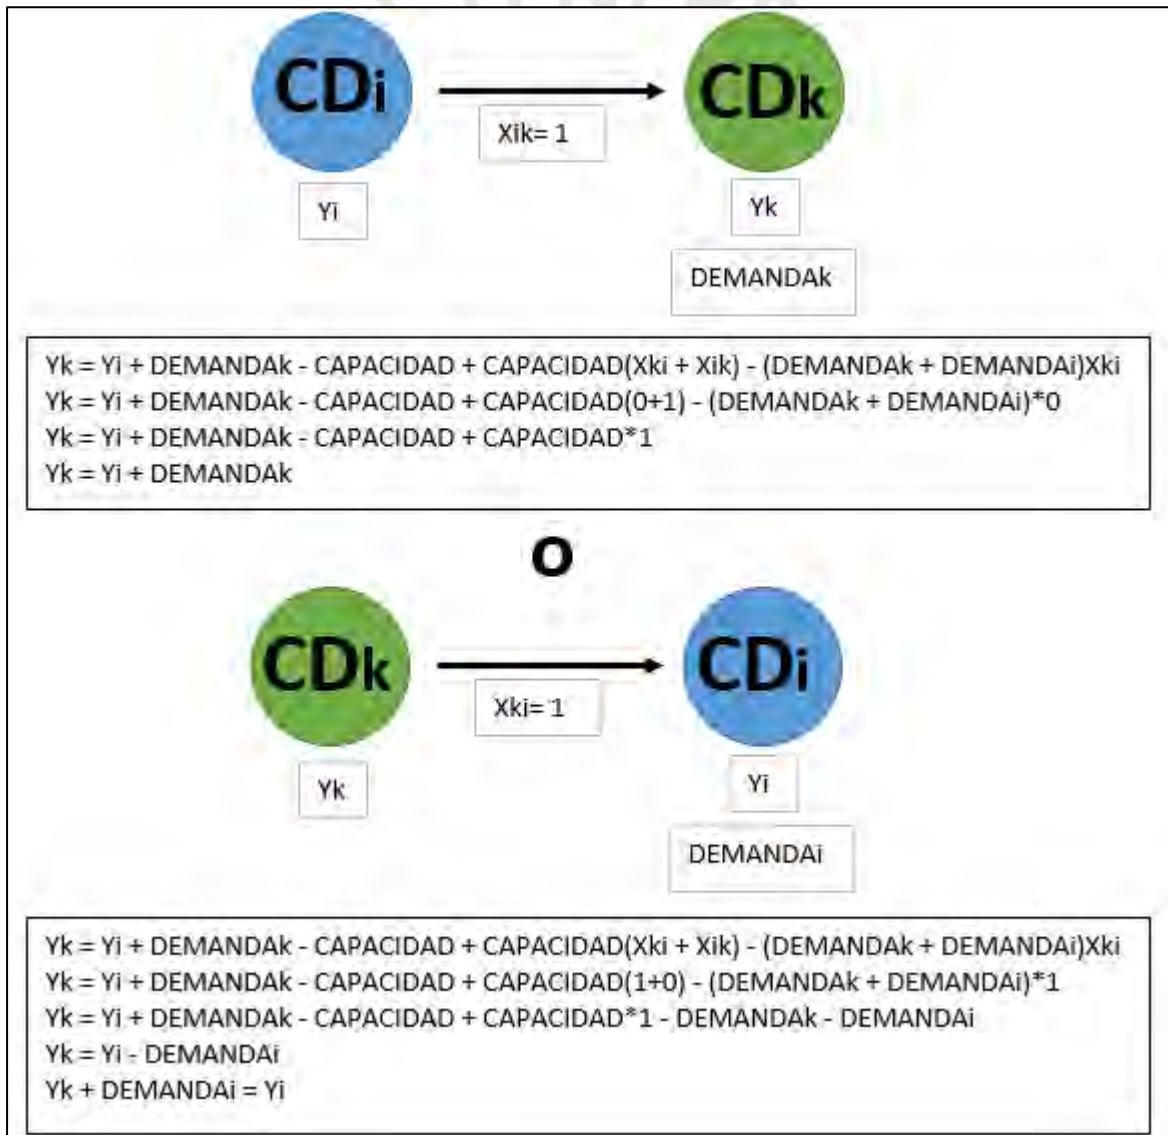 CDi
CDk
Xik= 1
Yi
Yk
DEMANDAk
Yk = Yi + DEMANDAk - CAPACIDAD + CAPACIDAD(Xki + Xik) - (DEMANDAk + DEMANDAi)Xki
Yk = Yi + DEMANDAk - CAPACIDAD + CAPACIDAD(0+1) - (DEMANDAk + DEMANDAi)*0
Yk = Yi + DEMANDAk - CAPACIDAD + CAPACIDAD*1
Yk = Yi + DEMANDAk
O
CDk
CDi
Xki= 1
Yk
Yi
DEMANDAi
Yk = Yi + DEMANDAk - CAPACIDAD + CAPACIDAD(Xki + Xik) - (DEMANDAk + DEMANDAi)Xki
Yk = Yi + DEMANDAk - CAPACIDAD + CAPACIDAD(1+0) - (DEMANDAk + DEMANDAi)*1
Yk = Yi + DEMANDAk - CAPACIDAD + CAPACIDAD*1 - DEMANDAk - DEMANDAi
Yk = Yi - DEMANDAi
Yk + DEMANDAi = Yi